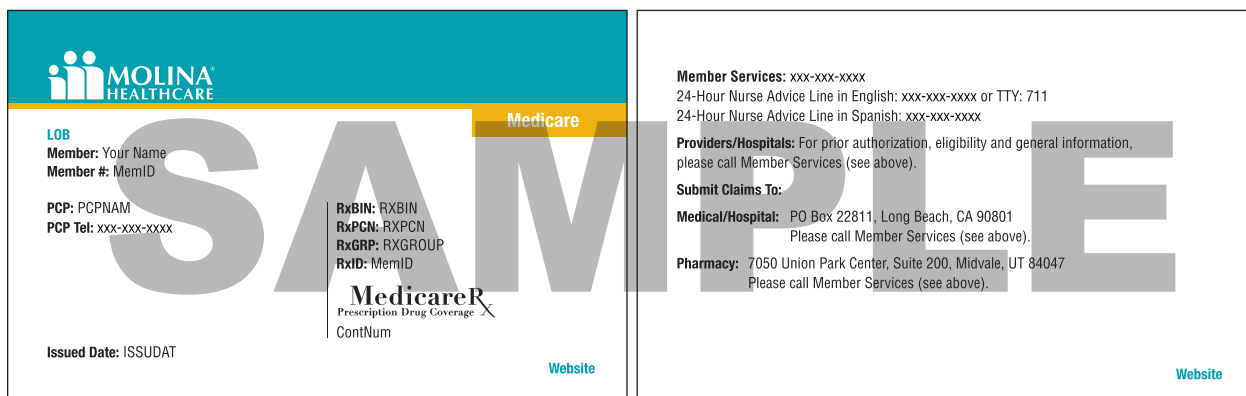 MOLINA®
HEALTHCARE
Medicare
LOB
Member: Your Name
Member #: MemID
PCP: PCPNAM
PCP Tel: xxx-xxx-xxxx
RxBIN: RXBIN
RxPCN: RXPCN
RxGRP: RXGROUP
RxID: MemID
MedicareRx
Prescription Drug Coverage
ContNum
Issued Date: ISSUDAT
Website
Member Services: xxx-xxx-xxxx
24-Hour Nurse Advice Line in English: xxx-xxx-xxxx or TTY: 711
24-Hour Nurse Advice Line in Spanish: xxx-xxx-xxxx
Providers/Hospitals: For prior authorization, eligibility and general information,
please call Member Services (see above).
Submit Claims To:
Medical/Hospital: PO Box 22811, Long Beach, CA 90801
Please call Member Services (see above).
Pharmacy: 7050 Union Park Center, Suite 200, Midvale, UT 84047
Please call Member Services (see above).
Website
SAMPLE